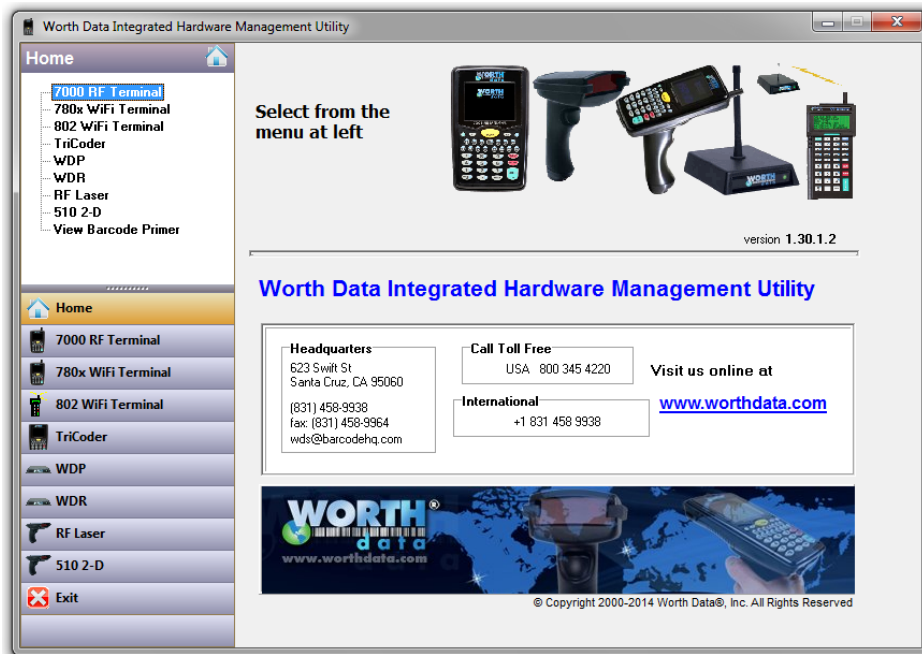 Worth Data Integrated Hardware Management Utility
Home
7000 RF Terminal
780x WiFi Terminal
802 WiFi Terminal
TriCoder
WDP
WDR
RF Laser
510 2-D
View Barcode Primer
Home
7000 RF Terminal
780x WiFi Terminal
802 WiFi Terminal
TriCoder
WDP
WDR
RF Laser
510 2-D
Exit
Select from the
menu at left
WORTH
WORTH
WORTH
version 1.30.1.2
Worth Data Integrated Hardware Management Utility
Headquarters
623 Swift St
Santa Cruz, CA 95060
(831) 458-9938
fax: (831) 458-9964
wds@barcodehq.com
Call Toll Free
USA 800 345 4220
International
+1 831 458 9938
Visit us online at
www.worthdata.com
WORTH®
data
www.worthdata.com
© Copyright 2000-2014 Worth Data®, Inc. All Rights Reserved